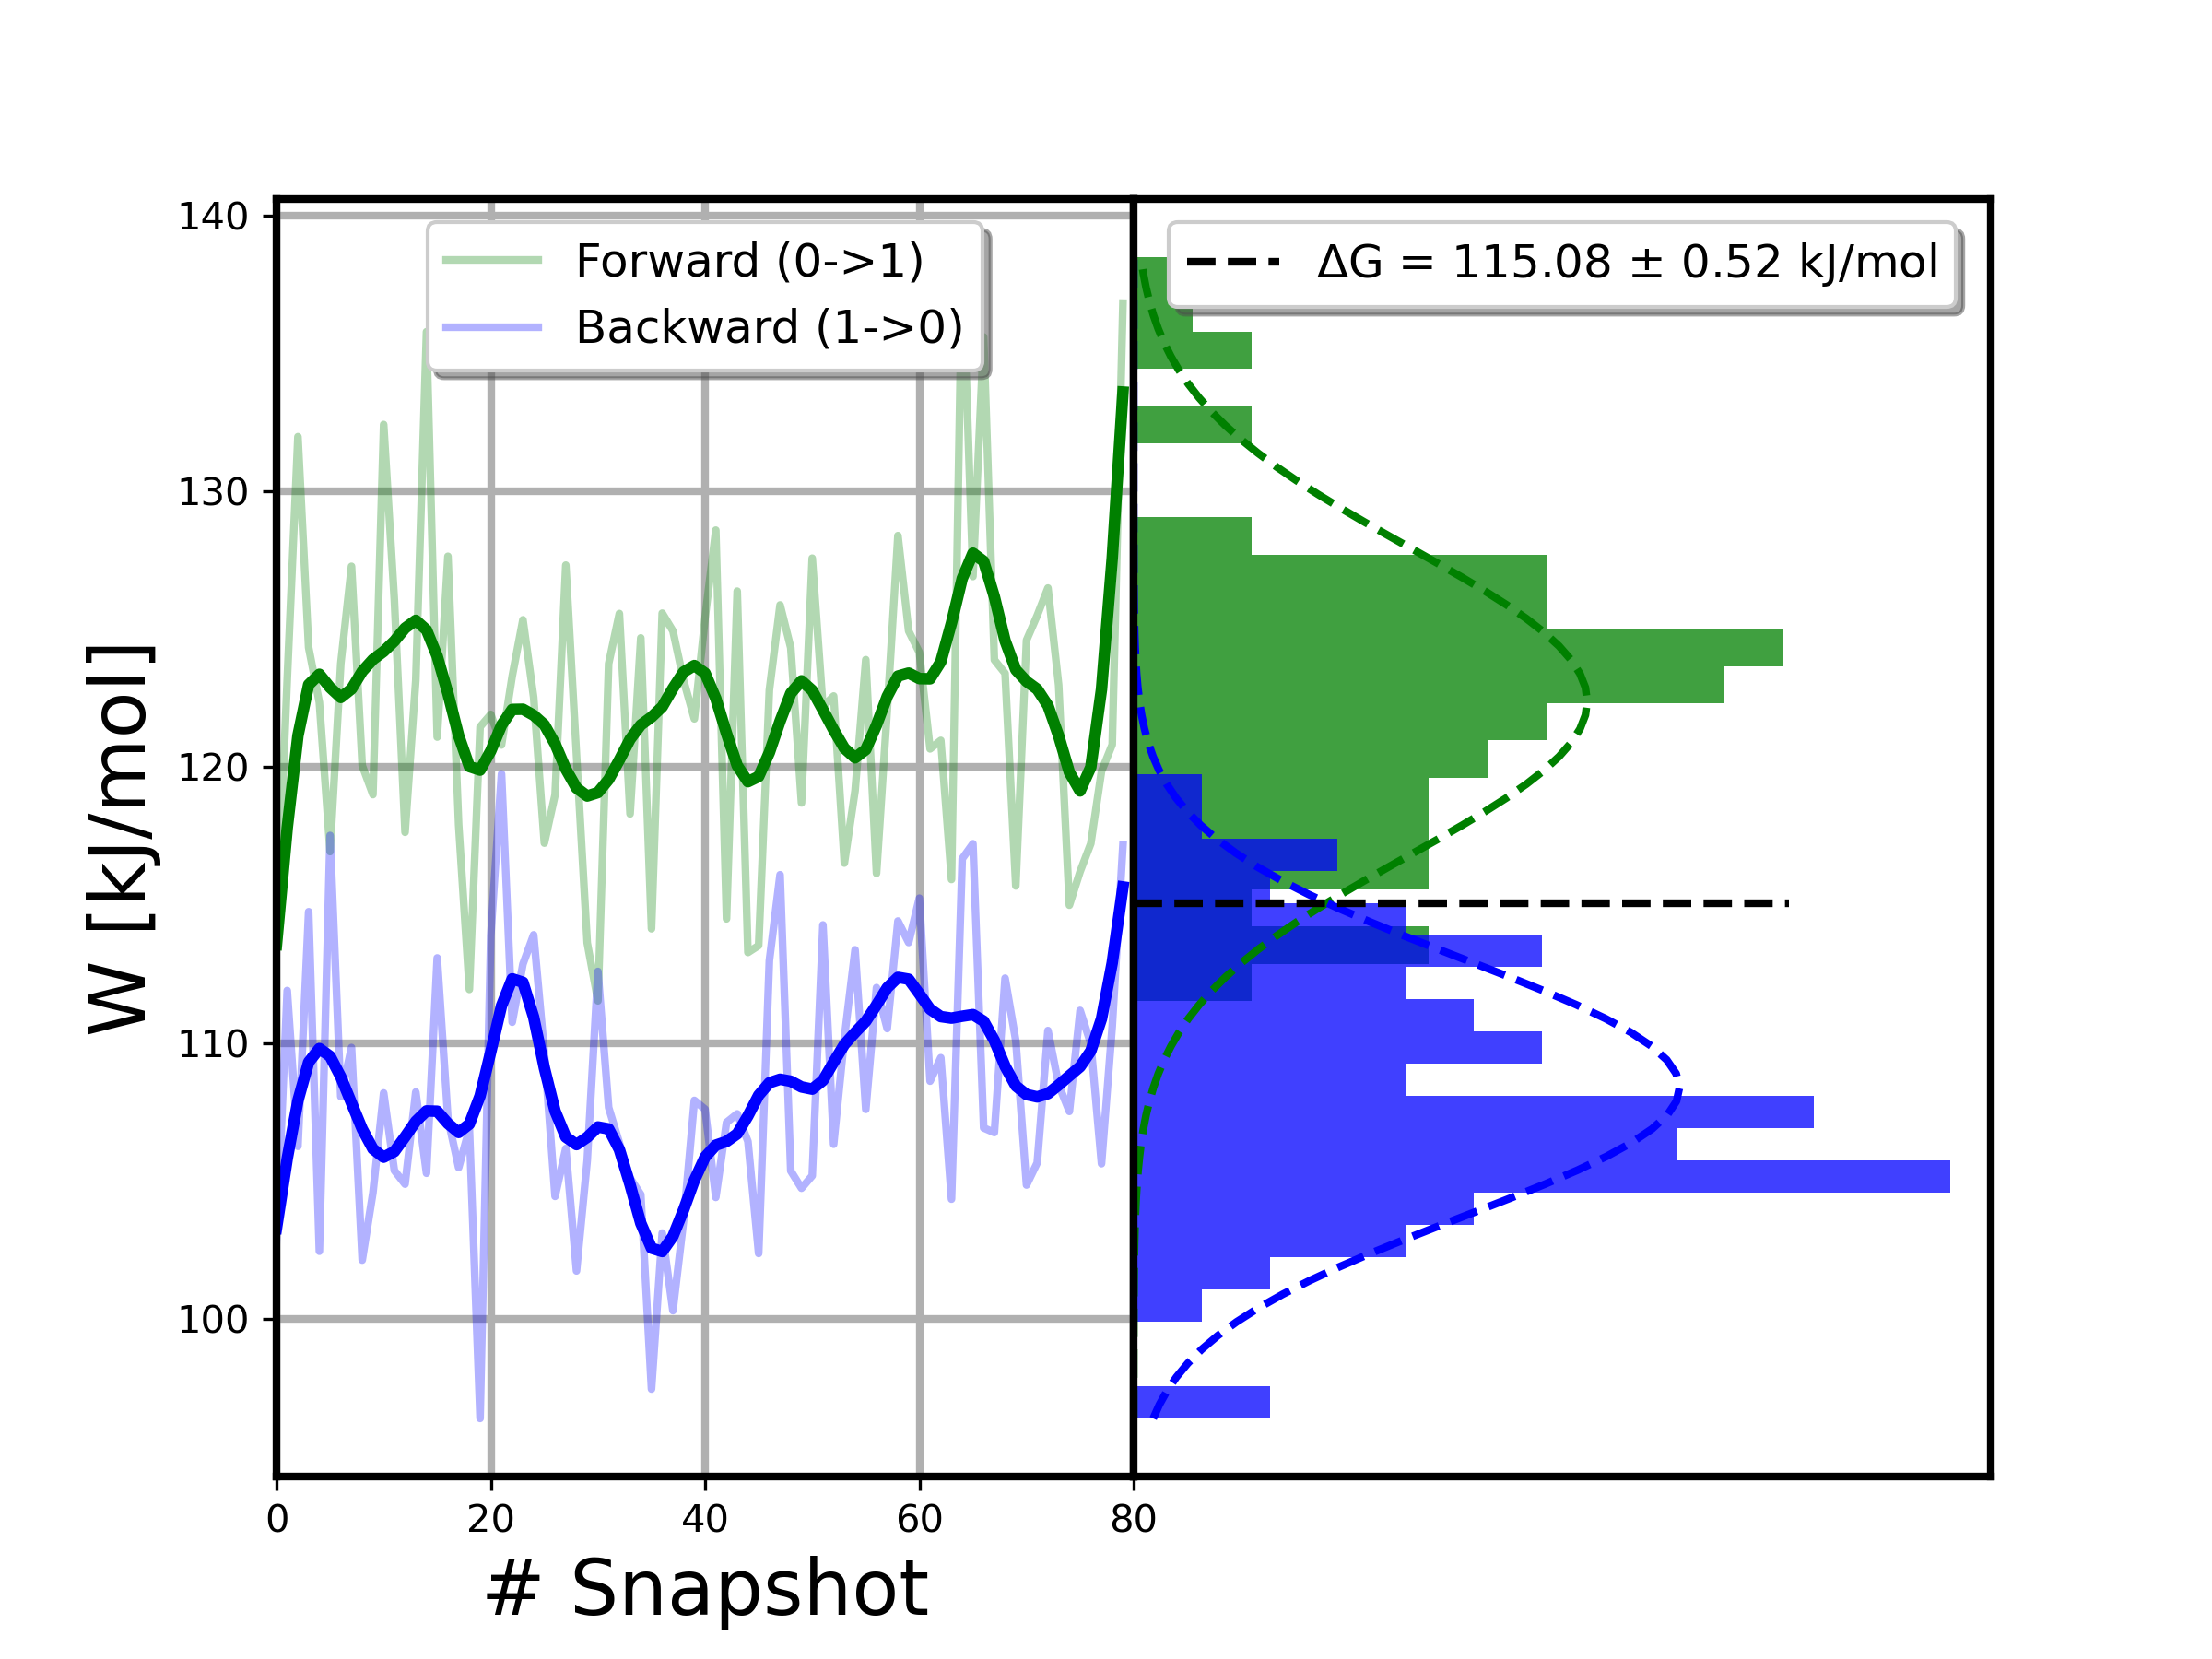 140
130
120
110
100
W [kJ/mol]
Forward (0->1)
Backward (1->0)
ΔG = 115.08 ± 0.52 kJ/mol
0 20 40 60 80
# Snapshot